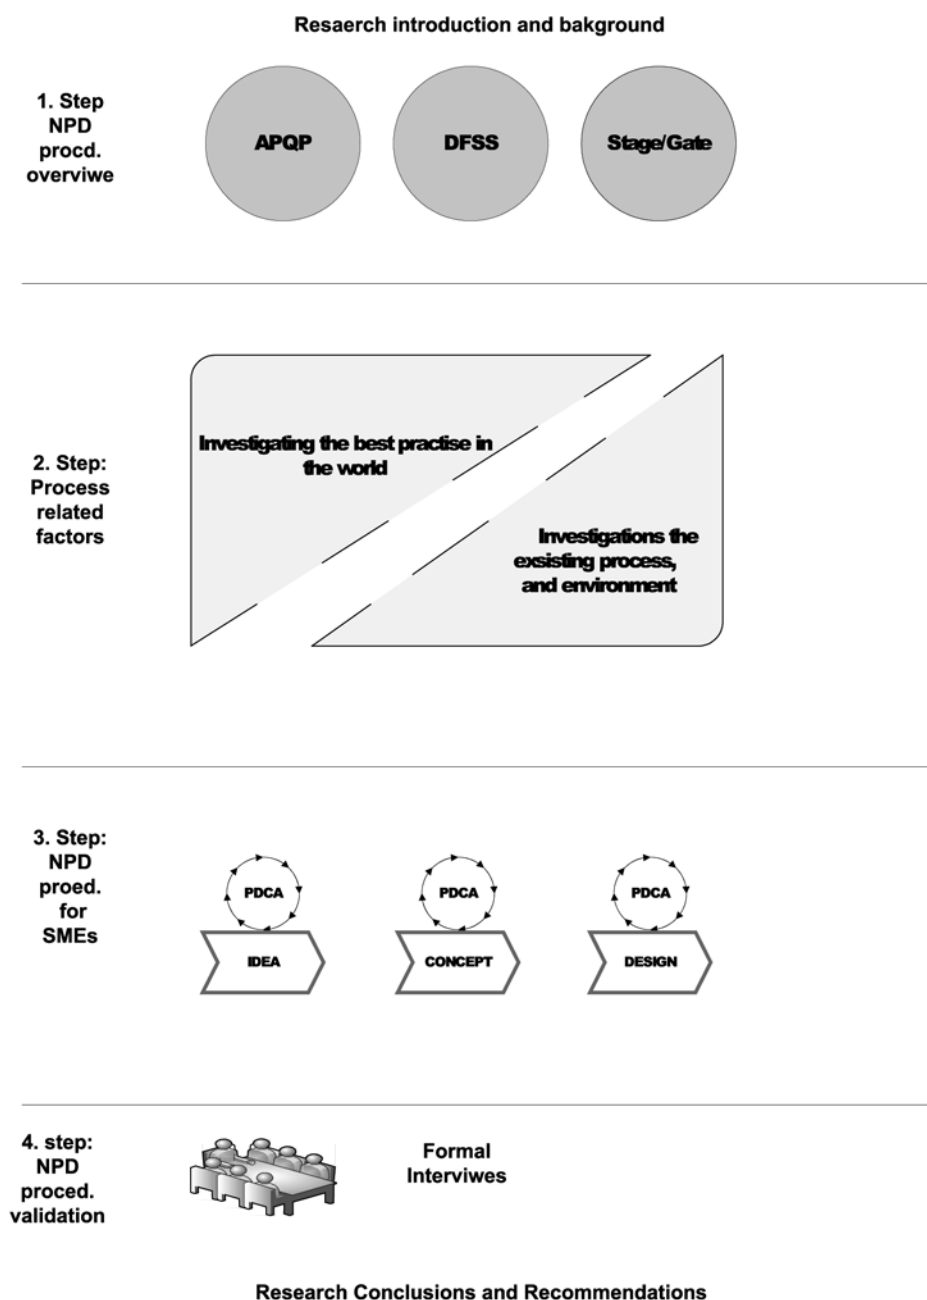 Resaerch introduction and bakground
1. Step
NPD
procd.
overviwe
APQP
DFSS
Stage/Gate
2. Step:
Process
related
factors
Investigating the best practise in
the world
Investigations the
exsisting process,
and environment
3. Step:
NPD
proed.
for
SMEs
PDCA
PDCA
PDCA
IDEA
CONCEPT
DESIGN
4. step:
NPD
proced.
validation
Formal
Interviwes
Research Conclusions and Recommendations